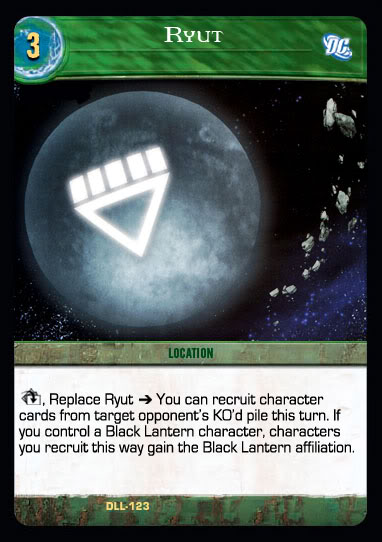 Ryut
3
DC
LOCATION
, Replace Ryut ➔ You can recruit character
cards from target opponent's KO'd pile this turn. If
you control a Black Lantern character, characters
you recruit this way gain the Black Lantern affiliation.
DLL-123